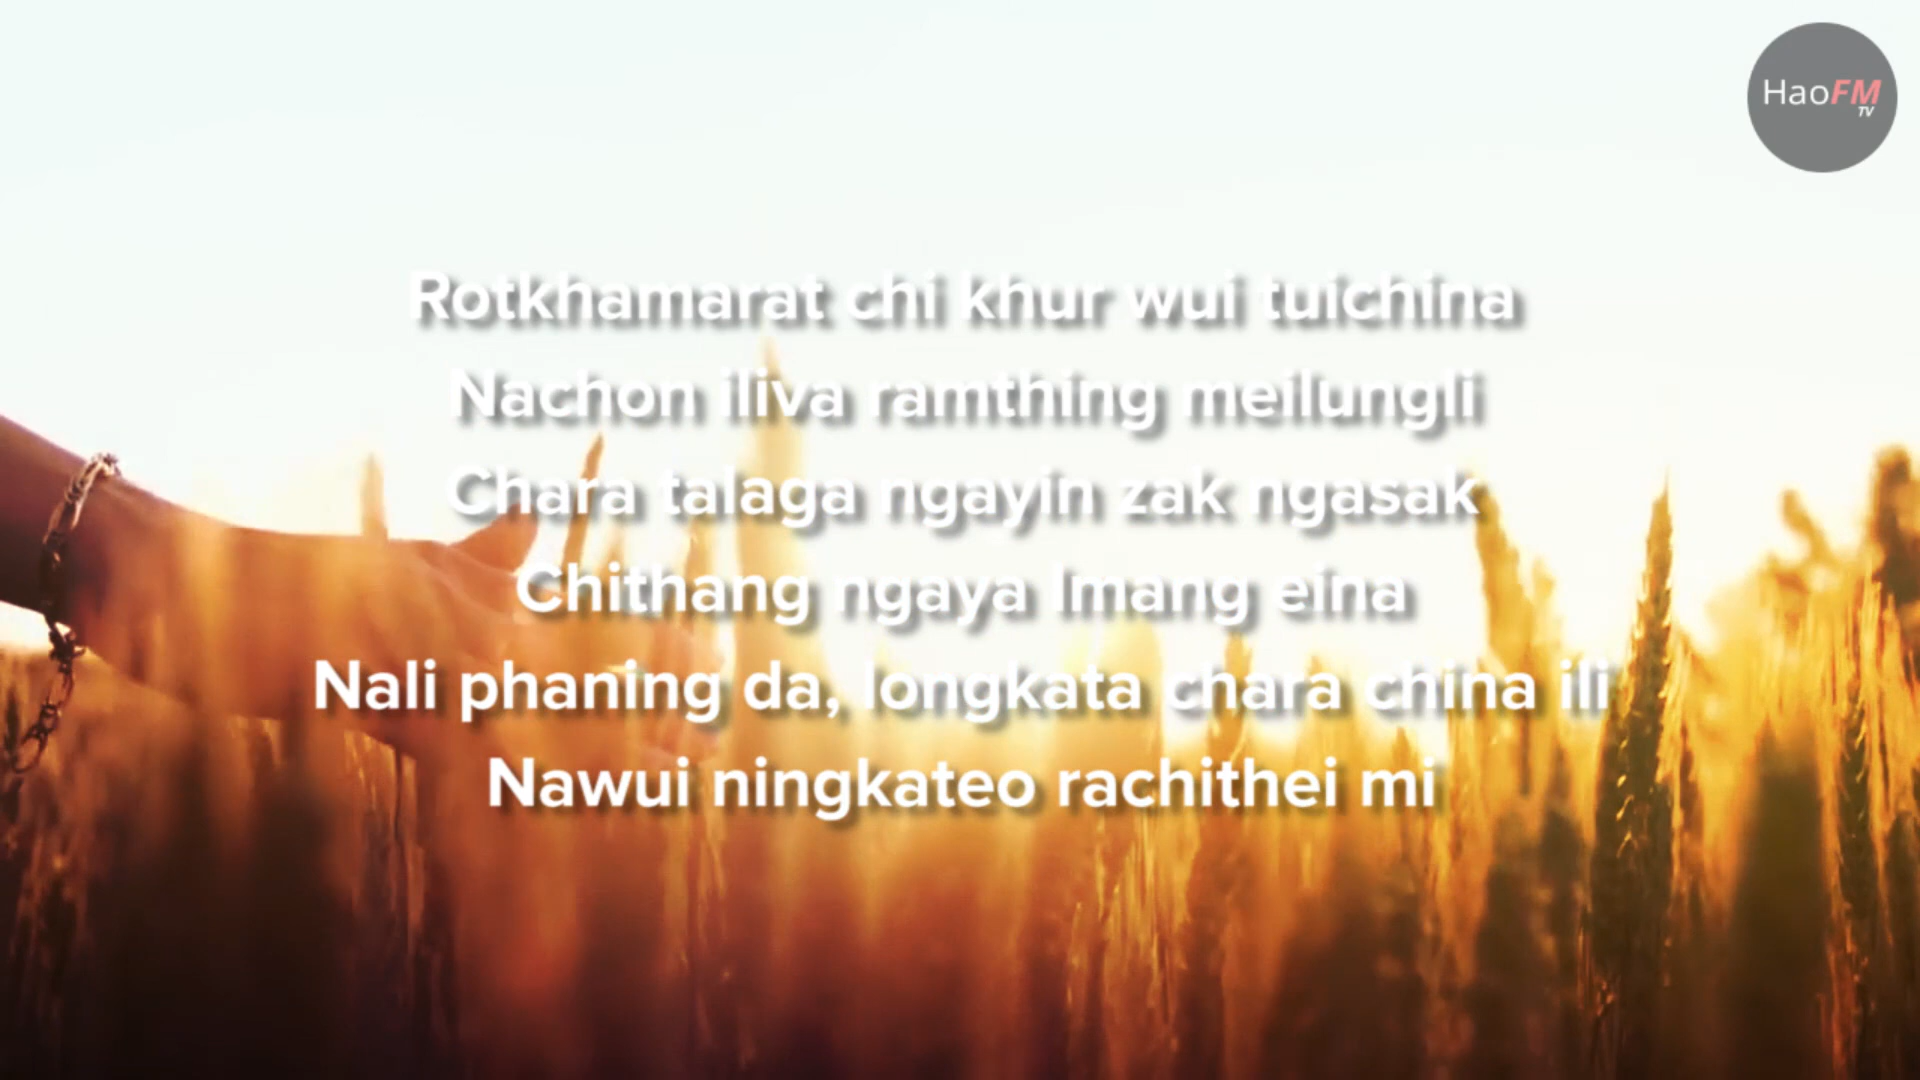 HaoFM
TV
Rotkhamarat chi khur wui tuichina
Nachon iliva ramthing meilungli
Chara talaga ngayin zak ngasak
Chithang ngaya Imang eina
Nali phaning da, longkata chara china ili
Nawui ningkateo rachithei mi